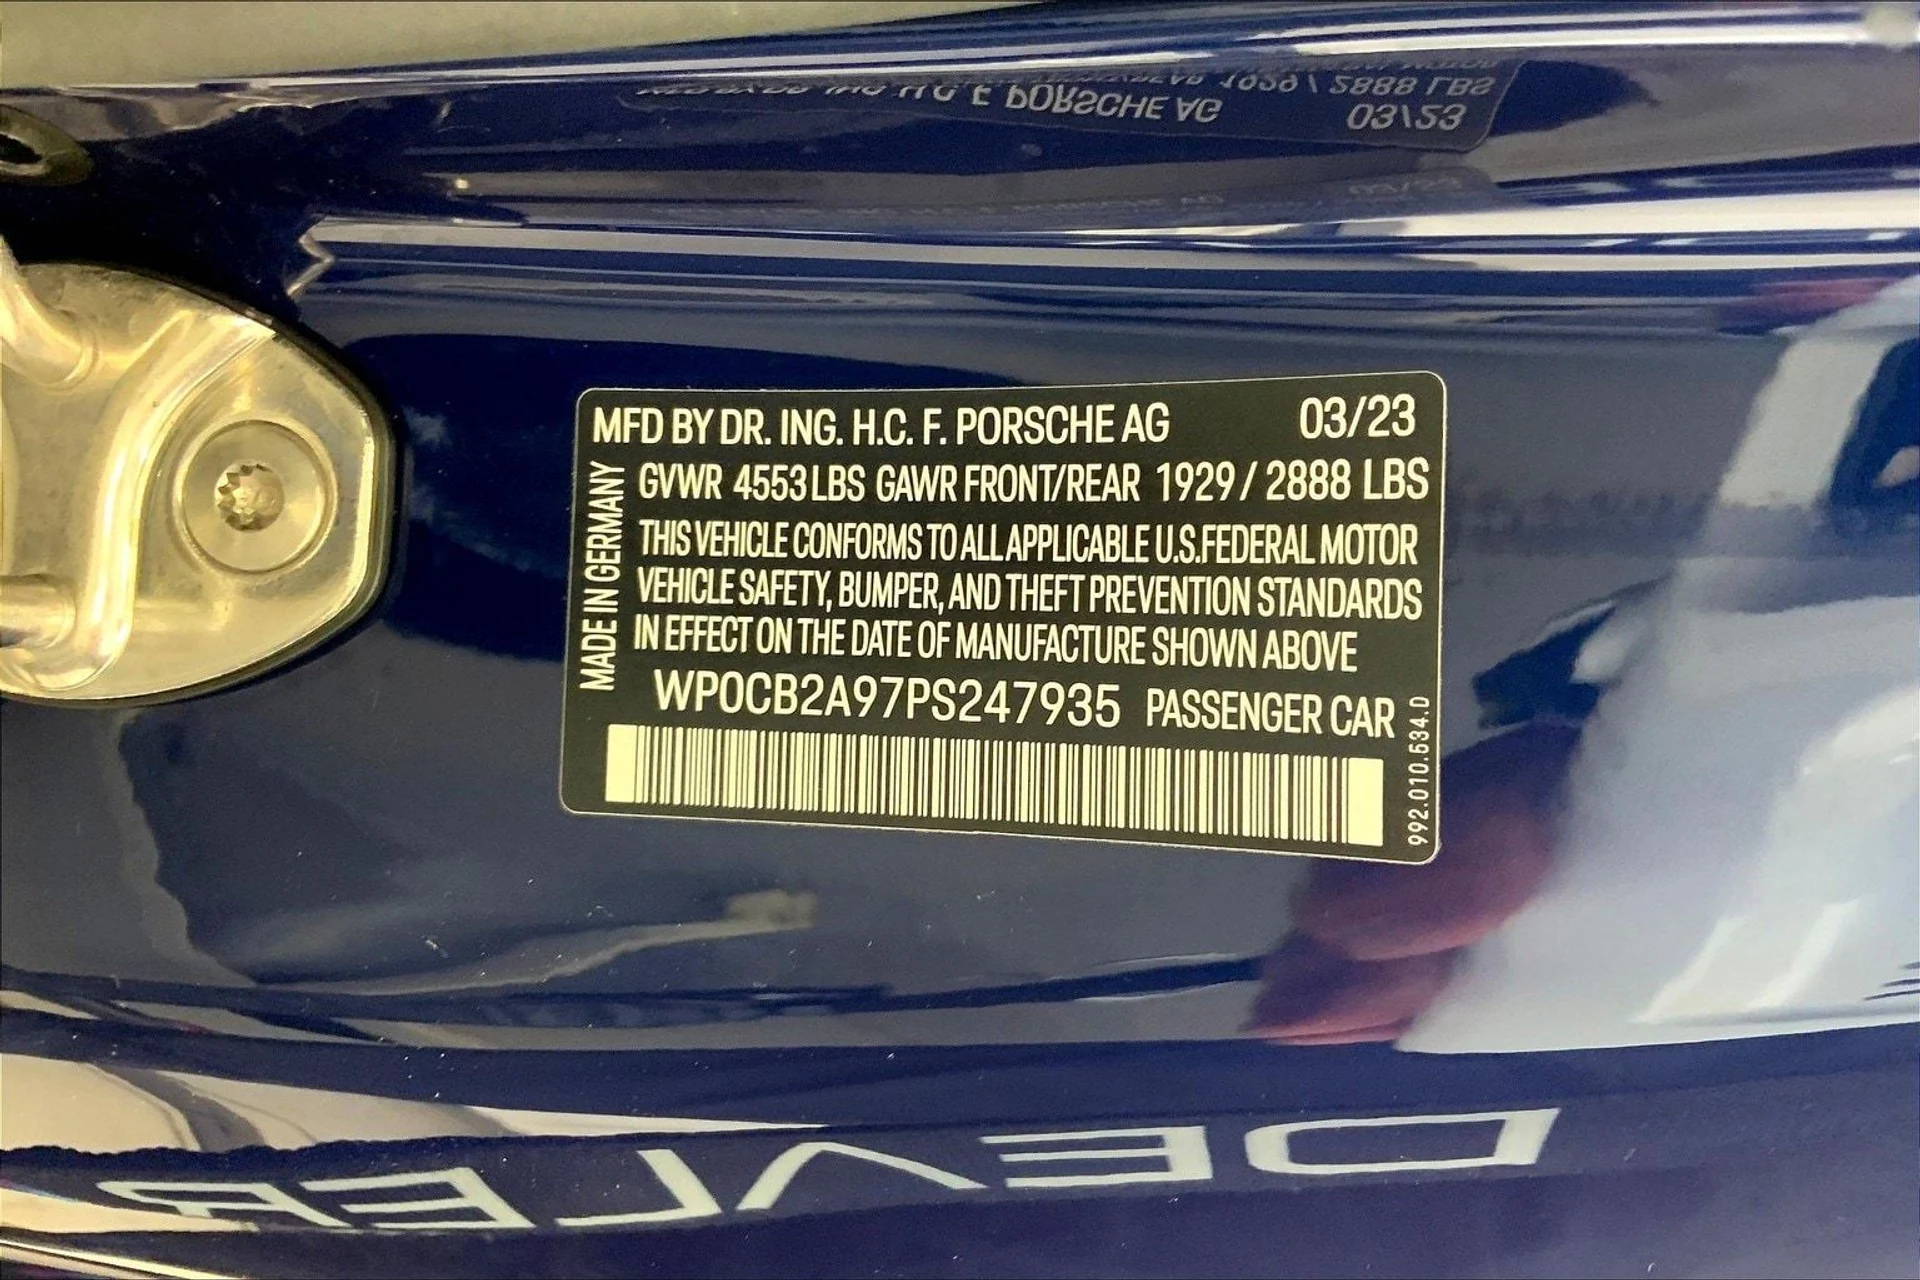 MFD BY DR. ING. H.C. F. PORSCHE AG 03/23
GVWR 4553 LBS GAWR FRONT/REAR 1929 / 2888 LBS
THIS VEHICLE CONFORMS TO ALL APPLICABLE U.S.FEDERAL MOTOR
VEHICLE SAFETY, BUMPER, AND THEFT PREVENTION STANDARDS
IN EFFECT ON THE DATE OF MANUFACTURE SHOWN ABOVE
WP0CB2A97PS247935 PASSENGER CAR
MADE IN GERMANY
992.010.534.D